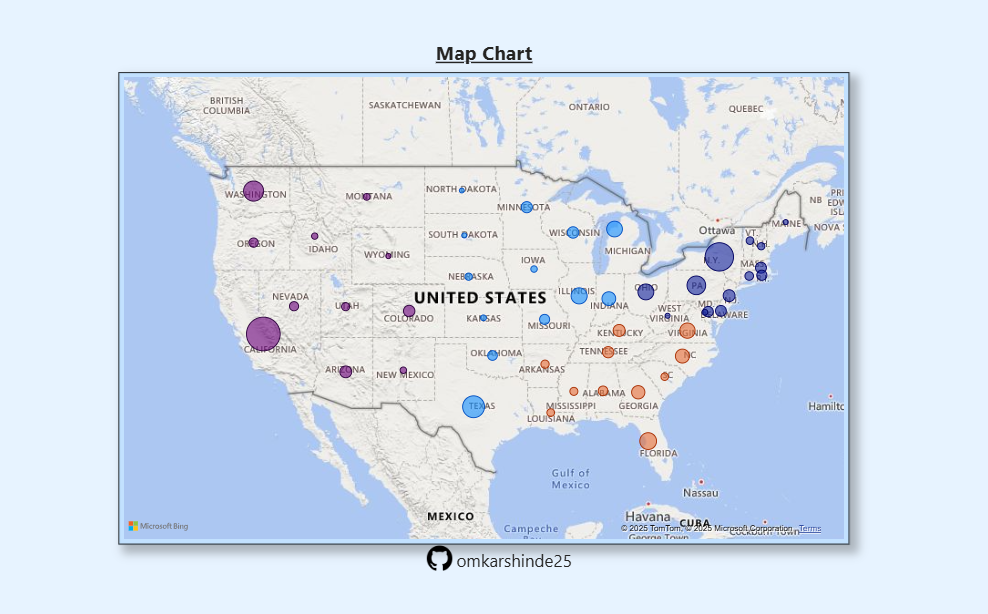 Map Chart
BRITISH
COLUMBIA
SASKATCHEWAN
ONTARIO
QUEBEC
WASHINGTON
MONTANA
NORTH DAKOTA
MINNESOTA
MAINE
NB
PRI
EDW
ISL
NOVA S
Ottawa
VT.
OREGON
IDAHO
WYOMING
SOUTH DAKOTA
WISCONSIN
MICHIGAN
N.Y.
MASS
IOWA
NEBRASKA
ILLINOIS
INDIANA
OHIO
PA
N.J.
MD
DELAWARE
NEVADA
UTAH
COLORADO
UNITED STATES
KANSAS
MISSOURI
WEST
VIRGINIA
KENTUCKY
VIRGINIA
CALIFORNIA
ARIZONA
NEW MEXICO
OKLAHOMA
ARKANSAS
TENNESSEE
NC
SC
TEXAS
LOUISIANA
MISSISSIPPI
ALABAMA
GEORGIA
Hamilto
FLORIDA
Gulf of
Mexico
Nassau
MEXICO
Havana
CUBA
Campeche
Bay
Microsoft Bing
© 2025 TomTom, © 2025 Microsoft Corporation, Terms
George Town
Cockburn Town
omkarshinde25